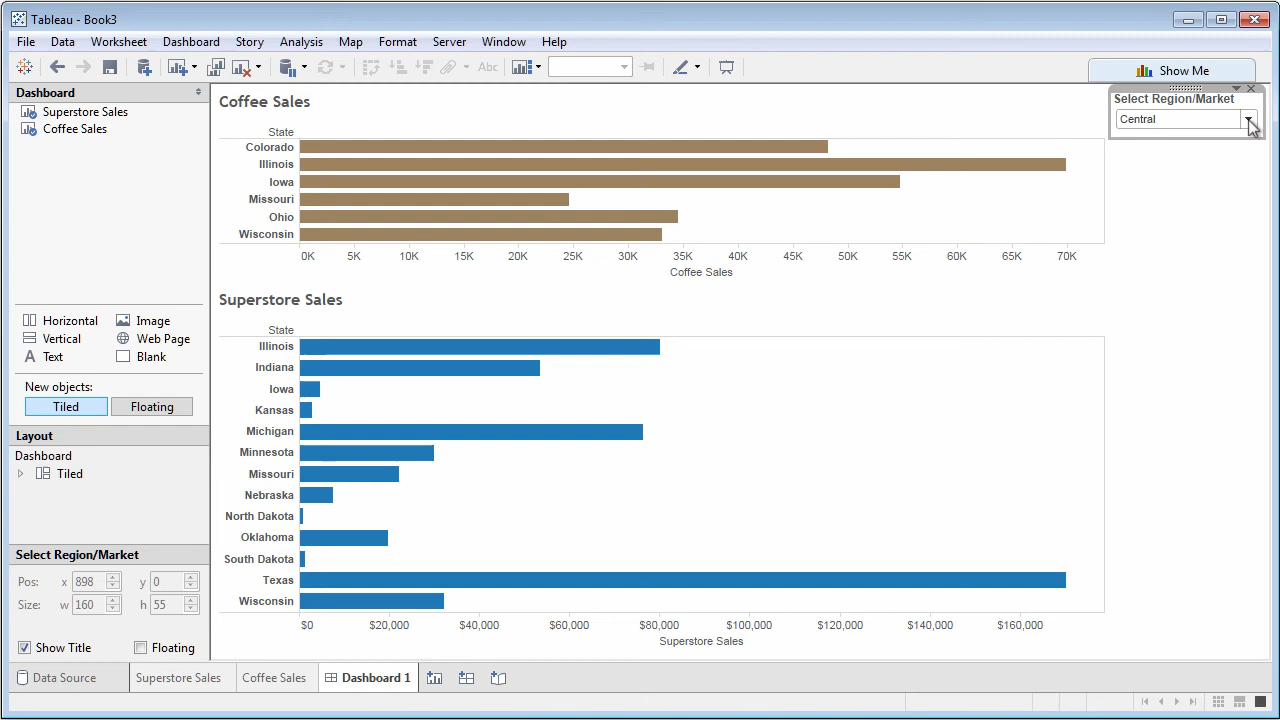 Tableau - Book3
File Data Worksheet Dashboard Story Analysis Map Format Server Window Help
Abc
Show Me
Dashboard
Superstore Sales
Coffee Sales
Horizontal Image
Vertical Web Page
A Text Blank
New objects:
Tiled Floating
Layout
Dashboard
Tiled
Select Region/Market
Pos: x 898 y 0
Size: w 160 h 55
Show Title Floating
Coffee Sales
State
Colorado
Illinois
Iowa
Missouri
Ohio
Wisconsin
0K 5K 10K 15K 20K 25K 30K 35K 40K 45K 50K 55K 60K 65K 70K
Coffee Sales
Superstore Sales
State
Illinois
Indiana
Iowa
Kansas
Michigan
Minnesota
Missouri
Nebraska
North Dakota
Oklahoma
South Dakota
Texas
Wisconsin
$0 $20,000 $40,000 $60,000 $80,000 $100,000 $120,000 $140,000 $160,000
Superstore Sales
Select Region/Market
Central
Data Source Superstore Sales Coffee Sales Dashboard 1